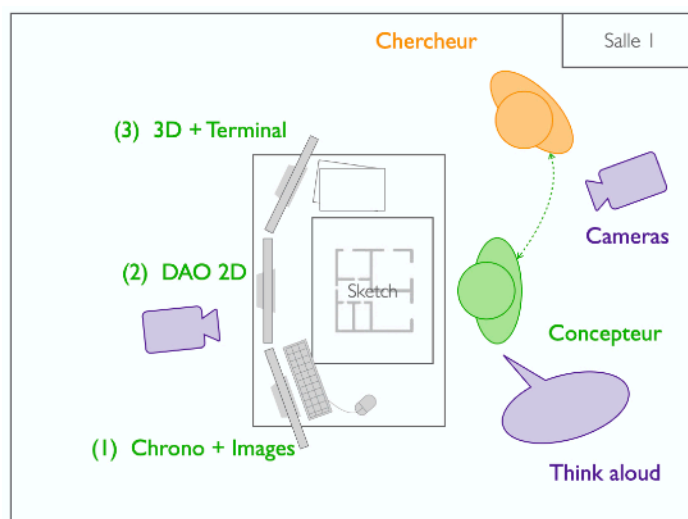 Chercheur
Salle 1
(3) 3D + Terminal
Cameras
(2) DAO 2D
Sketch
Concepteur
(1) Chrono + Images
Think aloud